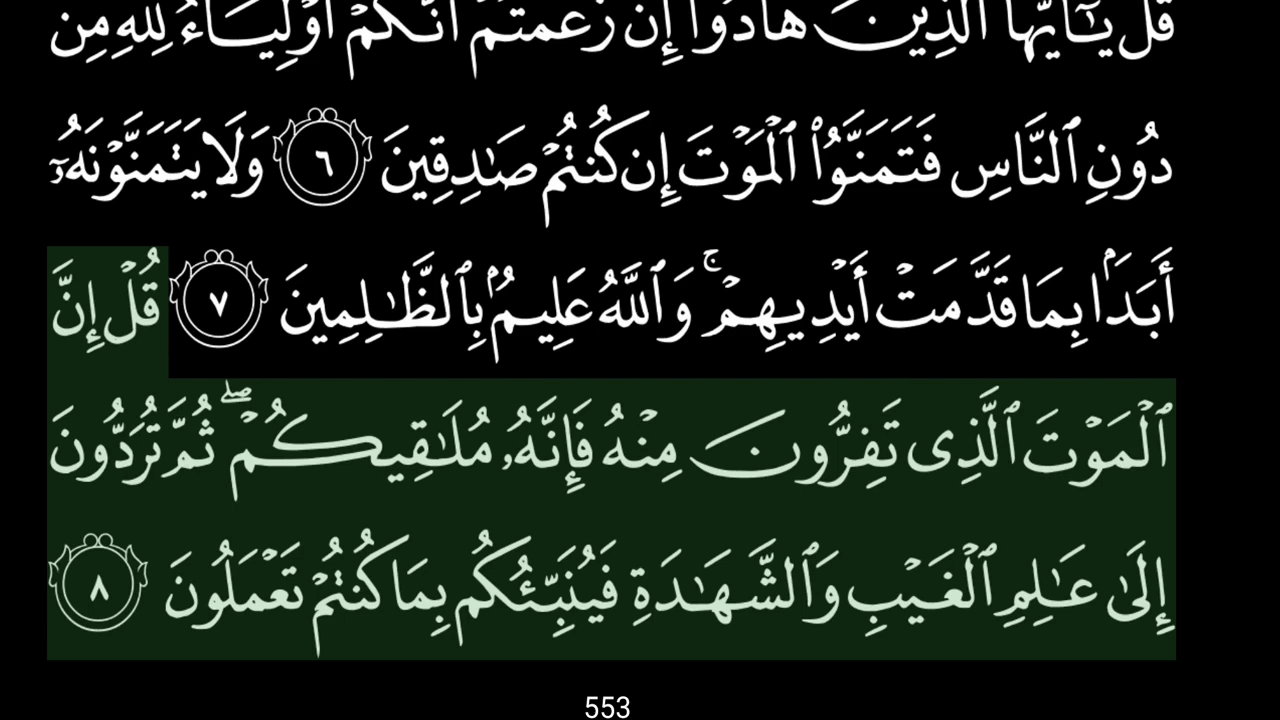 قُلْ يَـٰٓأَيُّهَا ٱلَّذِينَ هَادُوٓا۟ إِن زَعَمْتُمْ أَنَّكُمْ أَوْلِيَآءُ لِلَّهِ مِن
دُونِ ٱلنَّاسِ فَتَمَنَّوُا۟ ٱلْمَوْتَ إِن كُنتُمْ صَـٰدِقِينَ ٦ وَلَا يَتَمَنَّوْنَهُۥٓ
أَبَدًۢا بِمَا قَدَّمَتْ أَيْدِيهِمْ ۚ وَٱللَّهُ عَلِيمٌۢ بِٱلظَّـٰلِمِينَ ٧ قُلْ إِنَّ
ٱلْمَوْتَ ٱلَّذِى تَفِرُّونَ مِنْهُ فَإِنَّهُۥ مُلَـٰقِيكُمْ ۖ ثُمَّ تُرَدُّونَ
إِلَىٰ عَـٰلِمِ ٱلْغَيْبِ وَٱلشَّهَـٰدَةِ فَيُنَبِّئُكُم بِمَا كُنتُمْ تَعْمَلُونَ ٨
553